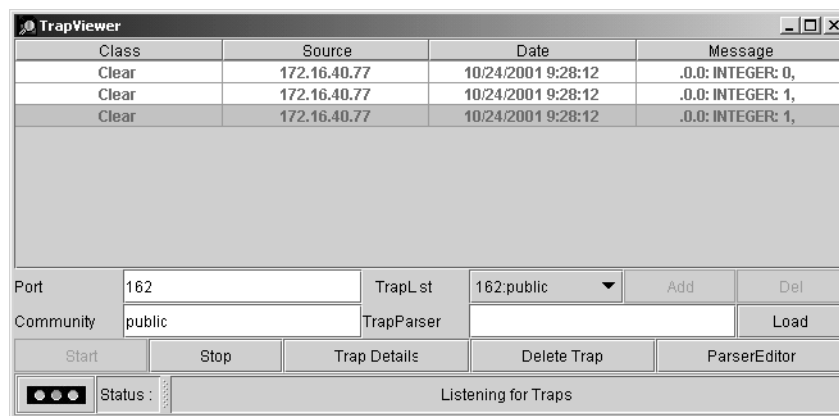 TrapViewer
Class Source Date Message
Clear 172.16.40.77 10/24/2001 9:28:12 .0.0: INTEGER: 0,
Clear 172.16.40.77 10/24/2001 9:28:12 .0.0: INTEGER: 1,
Clear 172.16.40.77 10/24/2001 9:28:12 .0.0: INTEGER: 1,
Port 162 TrapList 162:public Add Del
Community public TrapParser Load
Start Stop Trap Details Delete Trap ParserEditor
Status : Listening for Traps